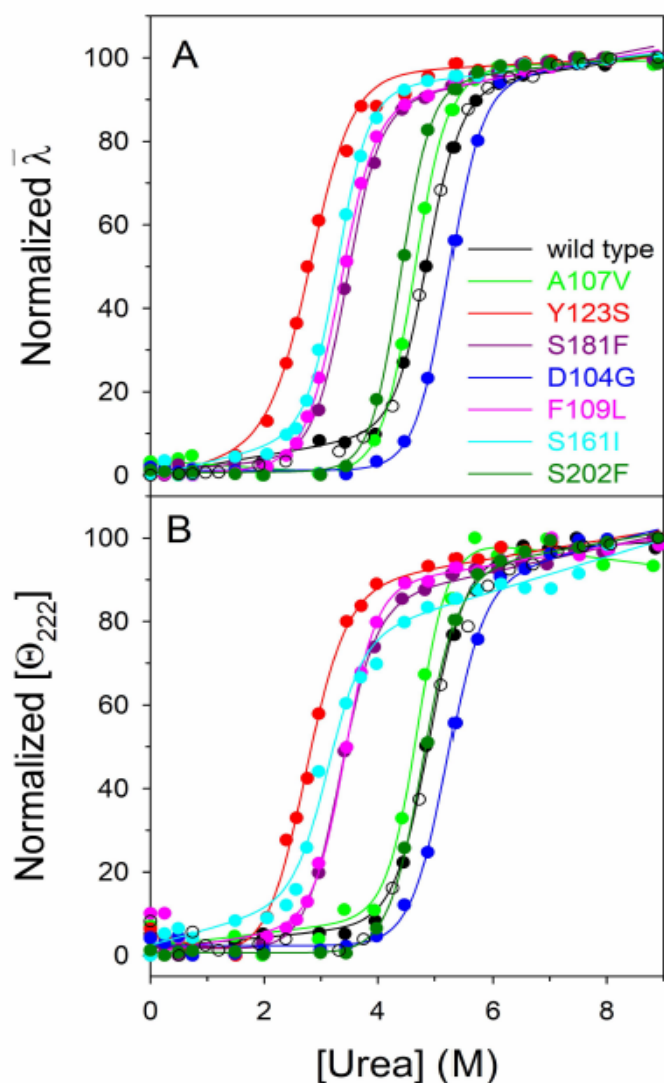 A
Normalized λ̄
100
80
60
40
20
0
wild type
A107V
Y123S
S181F
D104G
F109L
S161I
S202F
B
Normalized [Θ₂₂₂]
100
80
60
40
20
0
0 2 4 6 8
[Urea] (M)